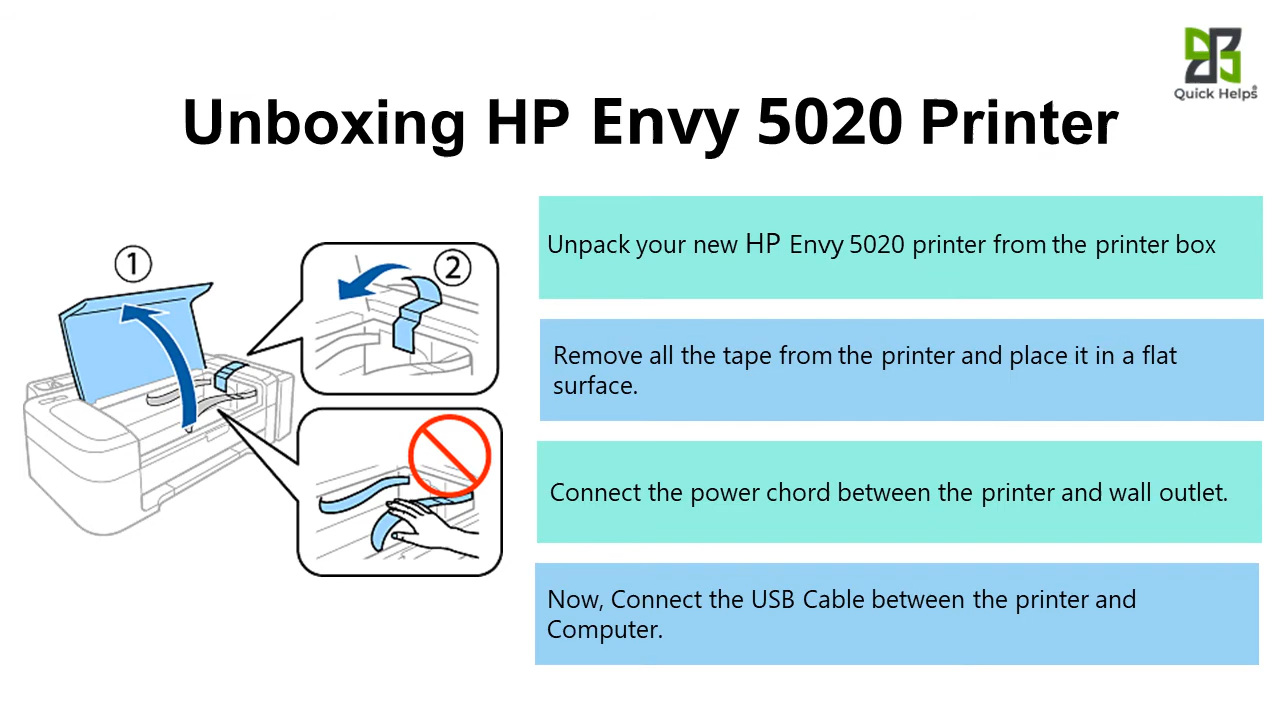 Quick Helps®
Unboxing HP Envy 5020 Printer
1
2
Unpack your new HP Envy 5020 printer from the printer box
Remove all the tape from the printer and place it in a flat
surface.
Connect the power chord between the printer and wall outlet.
Now, Connect the USB Cable between the printer and
Computer.